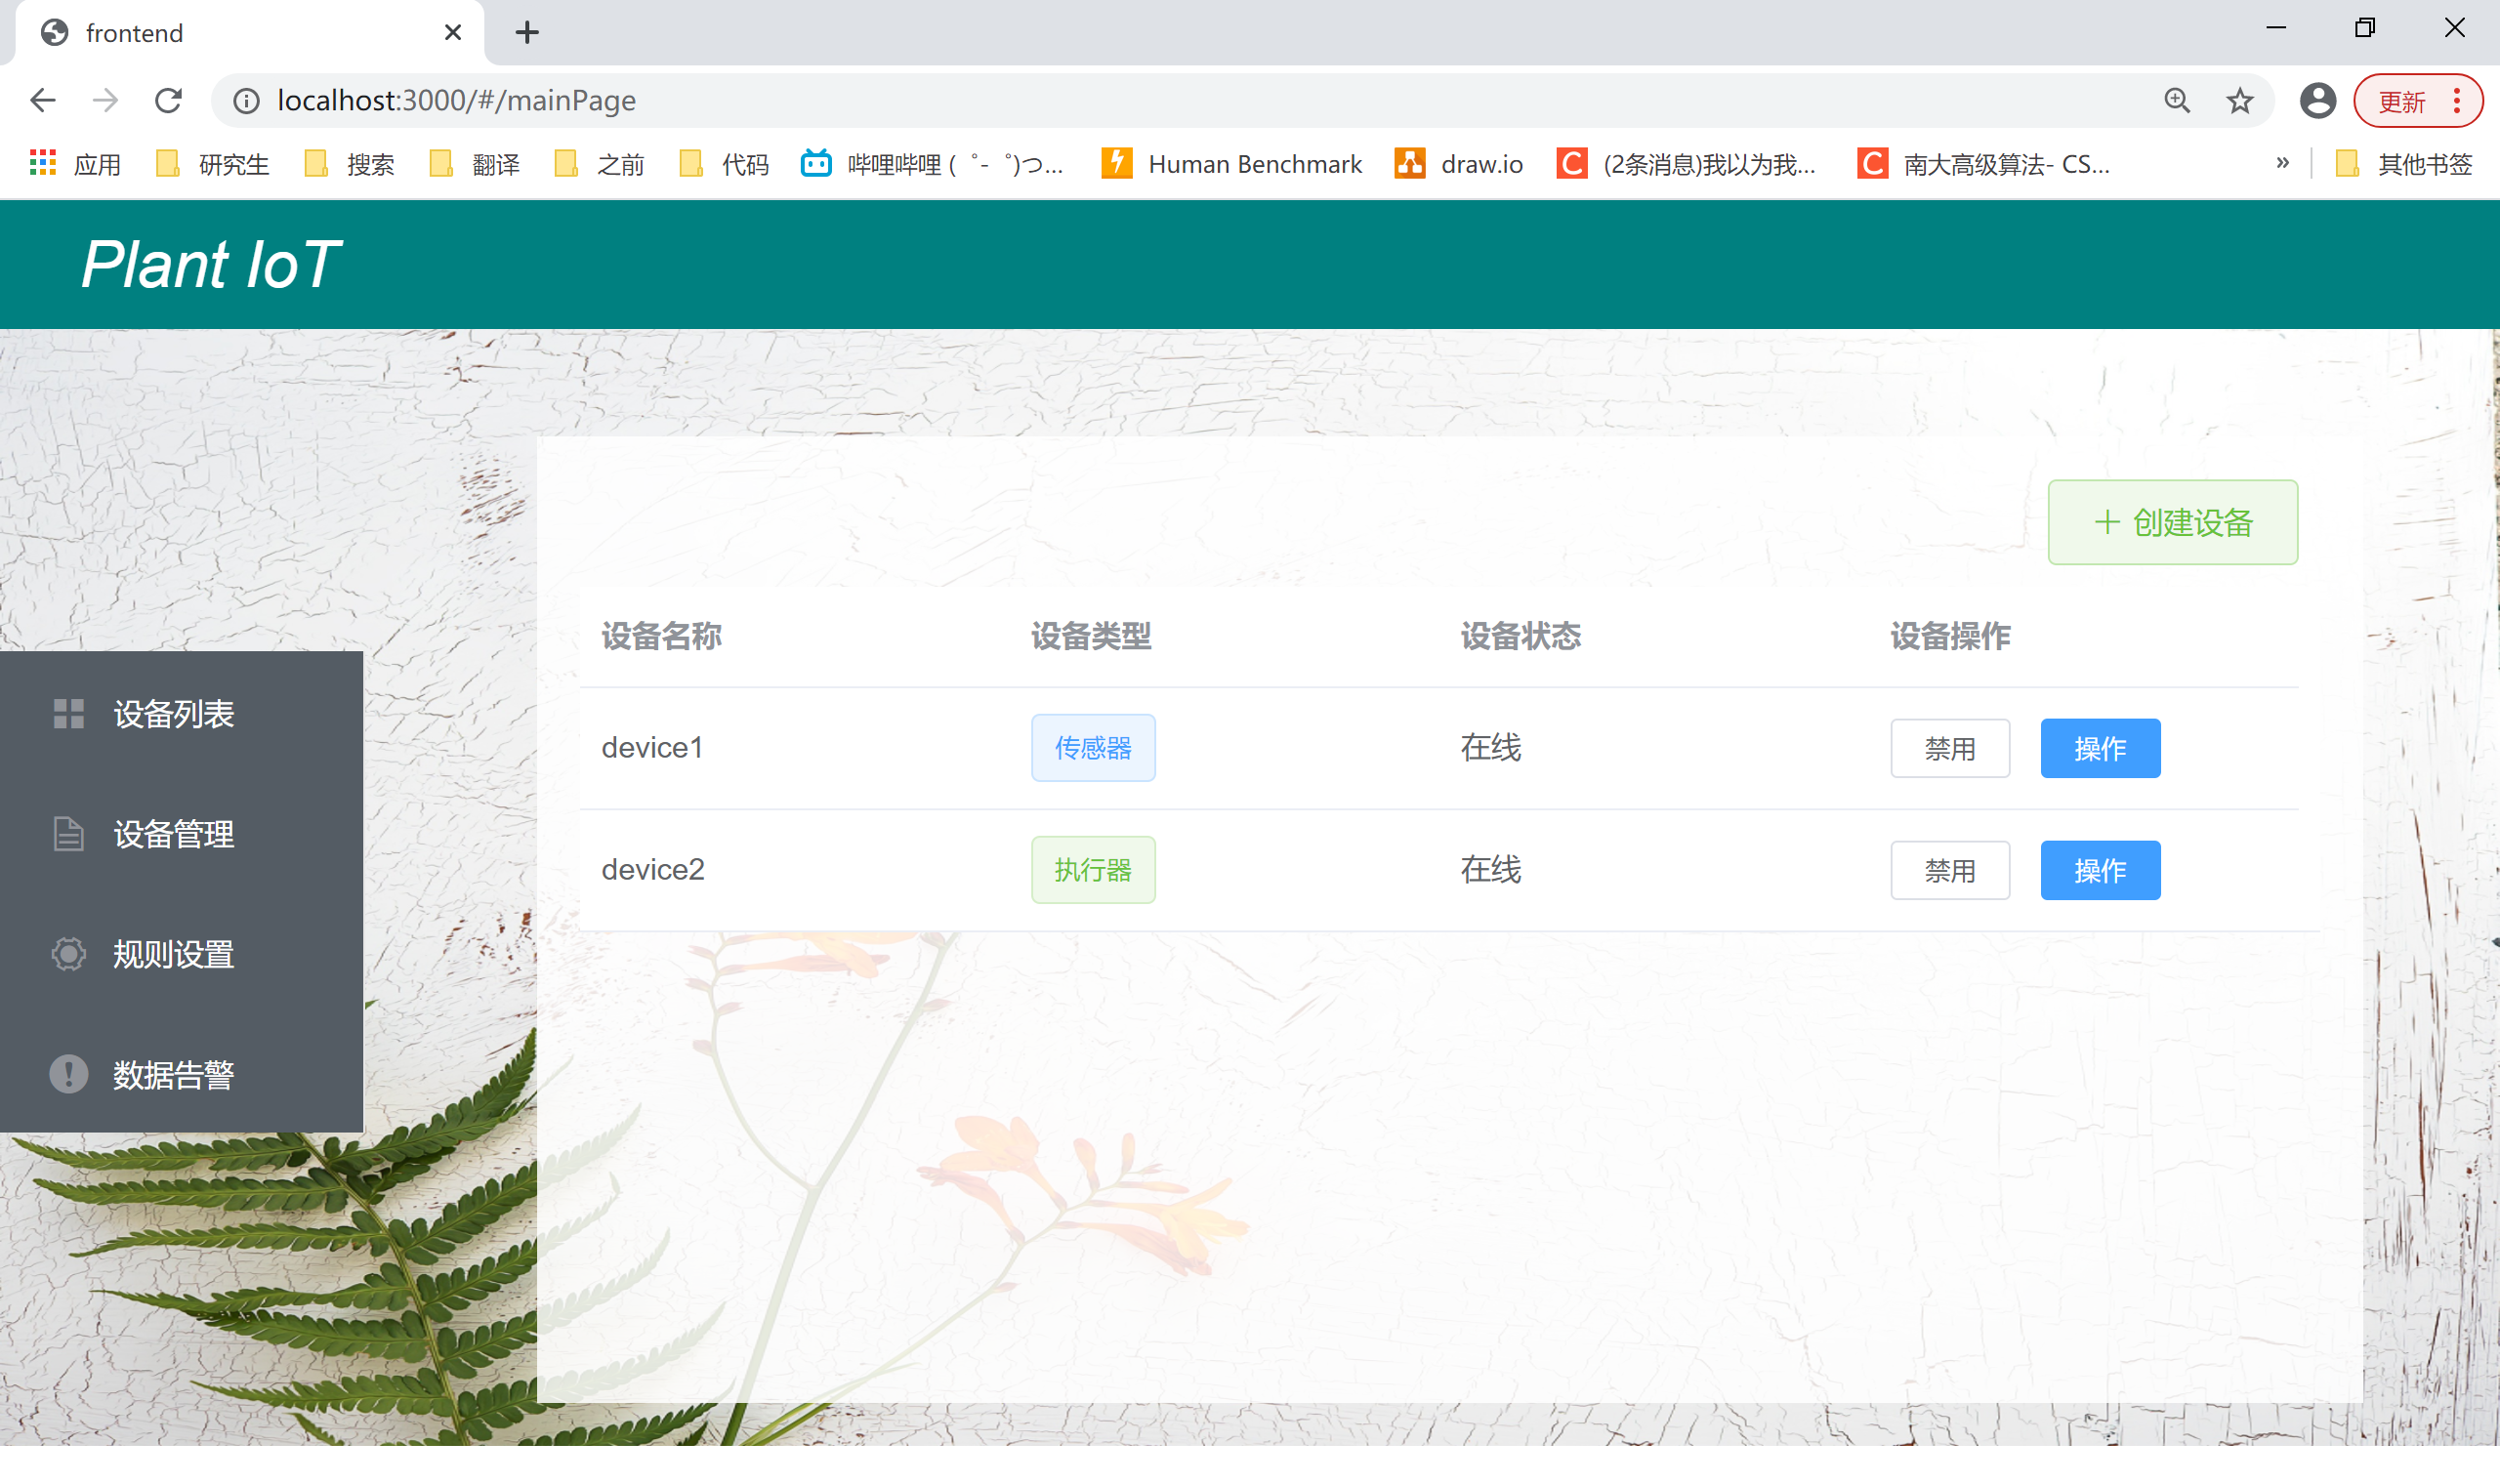 frontend
localhost:3000/#/mainPage
更新
应用 研究生 搜索 翻译 之前 代码 哔哩哔哩 (゜-゜)つ... Human Benchmark draw.io (2条消息)我以为我... 南大高级算法- CS... » 其他书签
Plant IoT
+ 创建设备
设备名称 设备类型 设备状态 设备操作
device1 传感器 在线 禁用 操作
device2 执行器 在线 禁用 操作
设备列表
设备管理
规则设置
数据告警